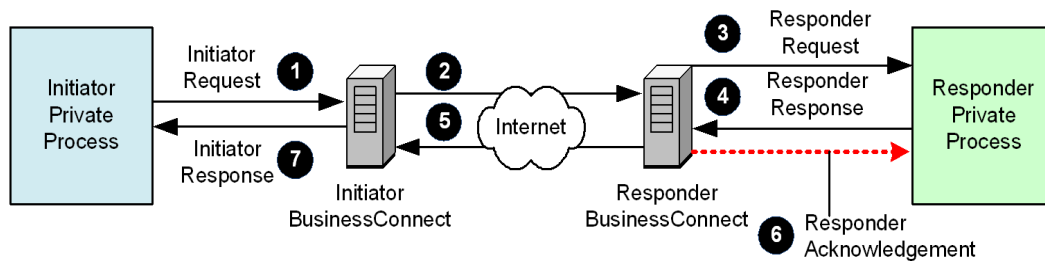 Initiator
Private
Process
Initiator
Request
1
2
Initiator
Response
7
5
Internet
Initiator
BusinessConnect
Responder
BusinessConnect
3
Responder
Request
4
Responder
Response
6
Responder
Acknowledgement
Responder
Private
Process